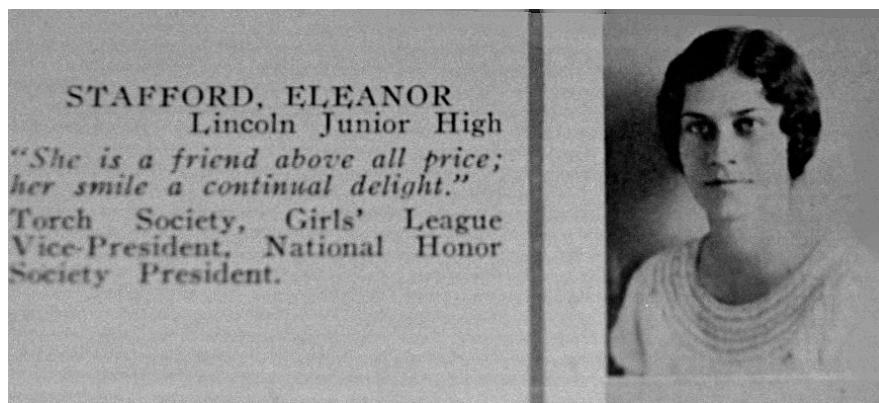 STAFFORD, ELEANOR
Lincoln Junior High
"She is a friend above all price;
her smile a continual delight."
Torch Society, Girls' League
Vice-President, National Honor
Society President.